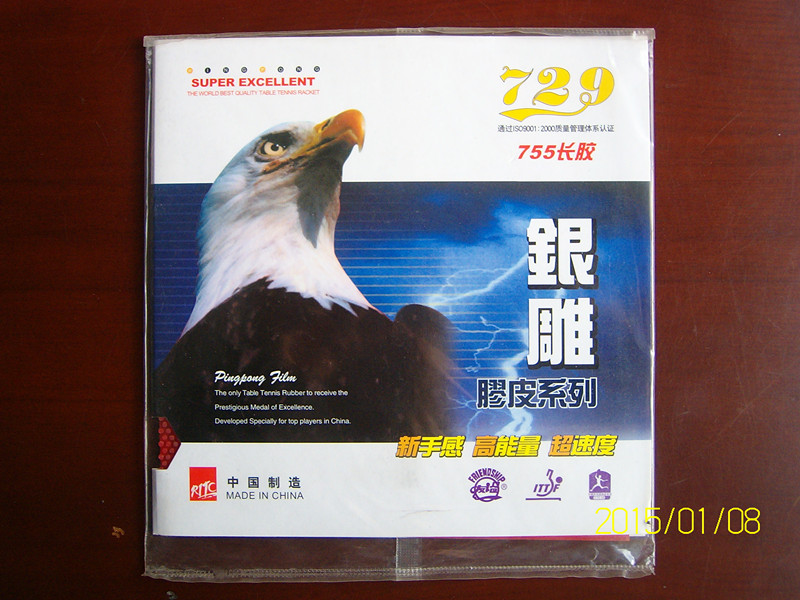 PINGPONG
SUPER EXCELLENT
THE WORLD BEST QUALITY TABLE TENNIS RACKET
729
通过ISO9001:2000质量管理体系认证
755长胶
銀雕
膠皮系列
Pingpong Film
The only Table Tennis Rubber to receive the
Prestigious Medal of Excellence.
Developed Specially for top players in China.
新手感 高能量 超速度
RITC
中国制造
MADE IN CHINA
FRIENDSHIP
友谊
®
ITTF
2015/01/08